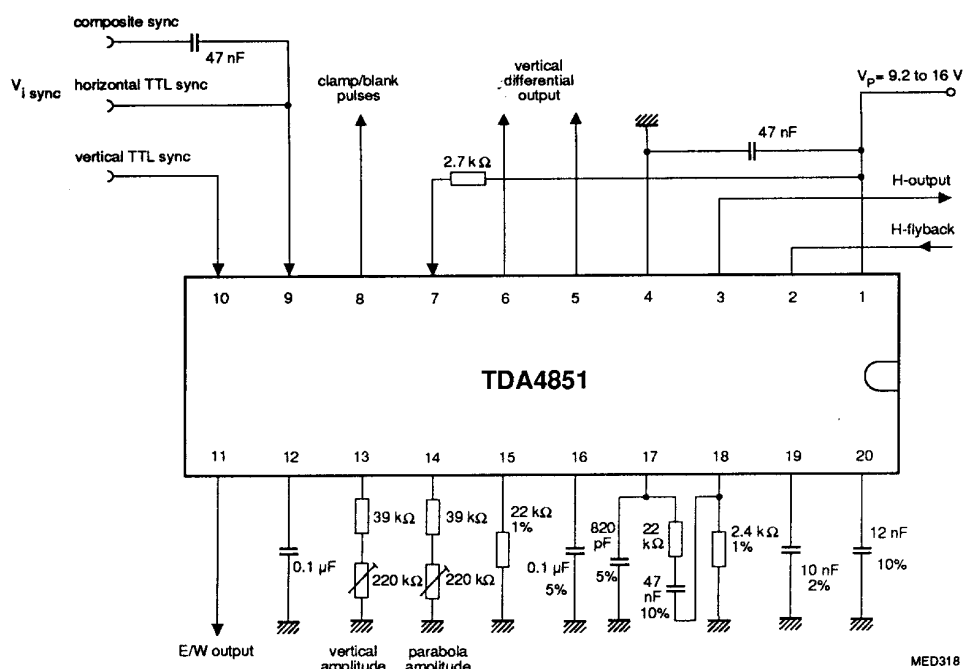 composite sync
47 nF
V i sync
horizontal TTL sync
vertical TTL sync
clamp/blank
pulses
vertical
differential
output
2.7 kΩ
47 nF
VP= 9.2 to 16 V
H-output
H-flyback
10 9 8 7 6 5 4 3 2 1
TDA4851
11 12 13 14 15 16 17 18 19 20
0.1 µF
39 kΩ
220 kΩ
39 kΩ
220 kΩ
22 kΩ
1%
0.1 µF
5%
820
pF
5%
22
kΩ
47
nF
10%
2.4 kΩ
1%
10 nF
2%
12 nF
10%
E/W output
vertical
amplitude
parabola
amplitude
MED318